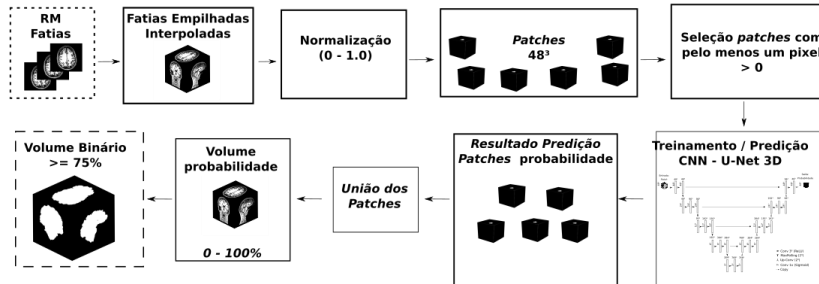 RM
Fatias
Fatias Empilhadas
Interpoladas
Normalização
(0 - 1.0)
Patches
48³
Seleção patches com
pelo menos um pixel
> 0
Treinamento / Predição
CNN - U-Net 3D
Resultado Predição
Patches probabilidade
União dos
Patches
Volume
probabilidade
0 - 100%
Volume Binário
>= 75%